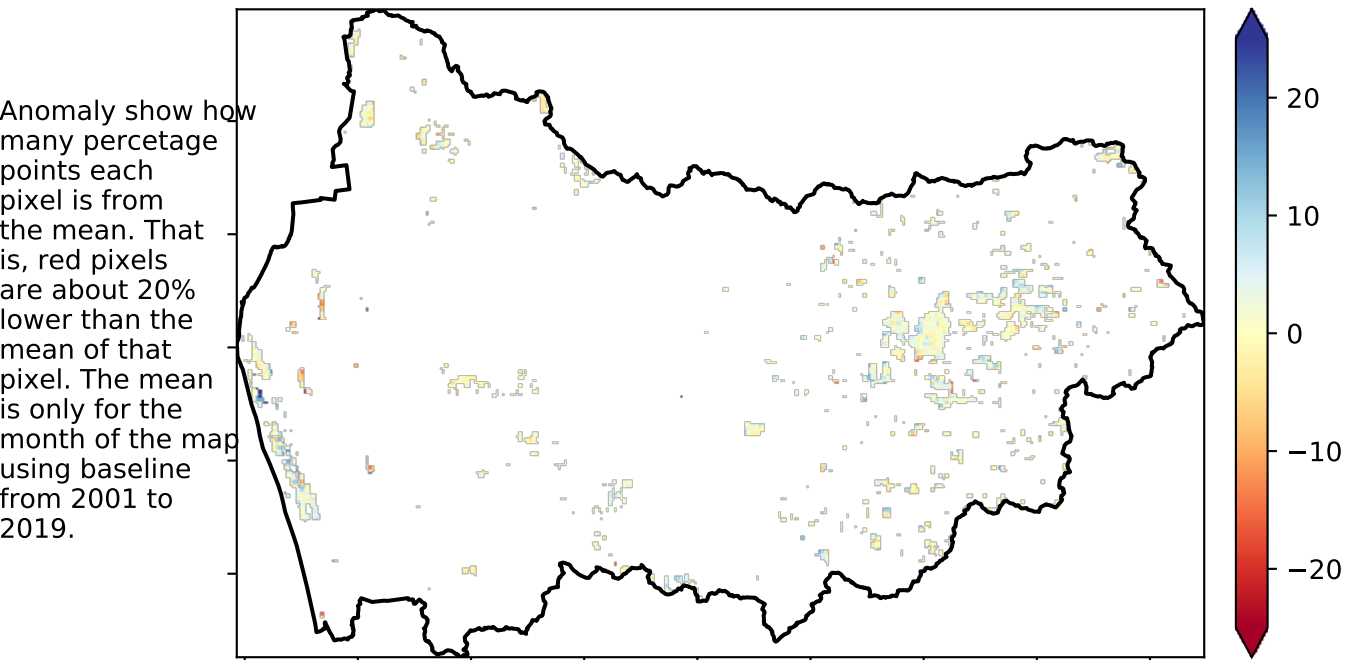 Anomaly show how
many percetage
points each
pixel is from
the mean. That
is, red pixels
are about 20%
lower than the
mean of that
pixel. The mean
is only for the
month of the map
using baseline
from 2001 to
2019.
20
10
0
−10
−20